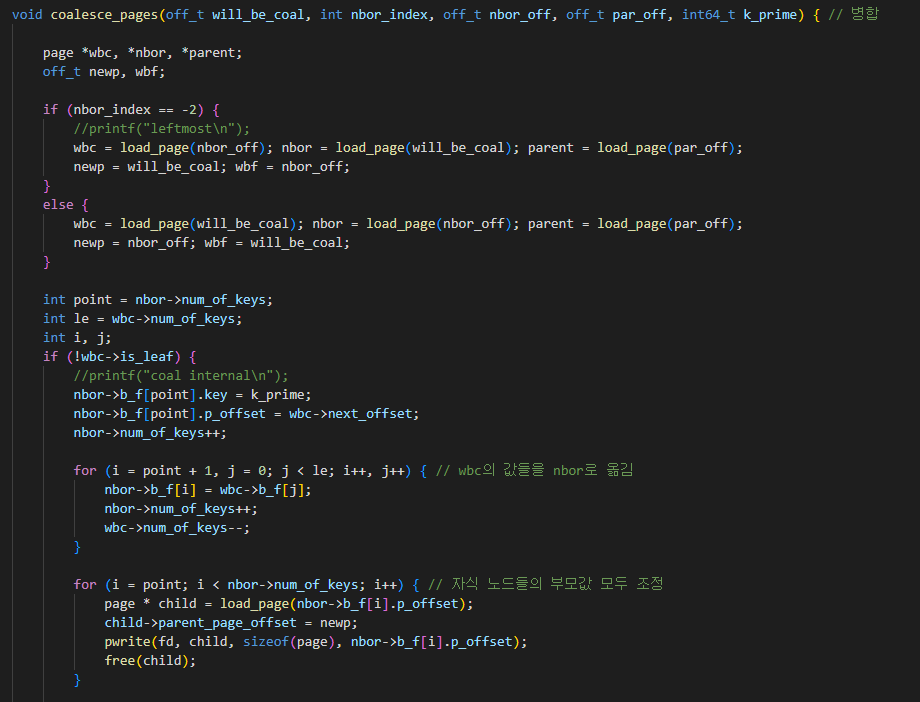 void coalesce_pages(off_t will_be_coal, int nbor_index, off_t nbor_off, off_t par_off, int64_t k_prime) { // 병합
page *wbc, *nbor, *parent;
off_t newp, wbf;
if (nbor_index == -2) {
//printf("leftmost\n");
wbc = load_page(nbor_off); nbor = load_page(will_be_coal); parent = load_page(par_off);
newp = will_be_coal; wbf = nbor_off;
}
else {
wbc = load_page(will_be_coal); nbor = load_page(nbor_off); parent = load_page(par_off);
newp = nbor_off; wbf = will_be_coal;
}
int point = nbor->num_of_keys;
int le = wbc->num_of_keys;
int i, j;
if (!wbc->is_leaf) {
//printf("coal internal\n");
nbor->b_f[point].key = k_prime;
nbor->b_f[point].p_offset = wbc->next_offset;
nbor->num_of_keys++;
for (i = point + 1, j = 0; j < le; i++, j++) { // wbc의 값들을 nbor로 옮김
nbor->b_f[i] = wbc->b_f[j];
nbor->num_of_keys++;
wbc->num_of_keys--;
}
for (i = point; i < nbor->num_of_keys; i++) { // 자식 노드들의 부모값 모두 조정
page * child = load_page(nbor->b_f[i].p_offset);
child->parent_page_offset = newp;
pwrite(fd, child, sizeof(page), nbor->b_f[i].p_offset);
free(child);
}